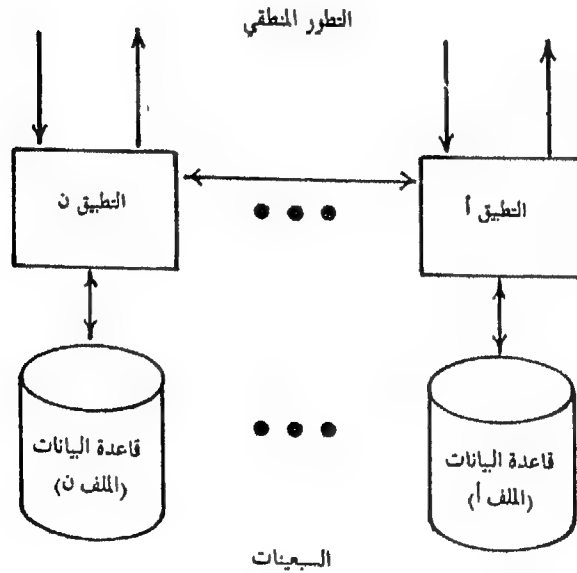 التطور المنطقي
التطبيق أ
التطبيق ن
قاعدة البيانات
(الملف أ)
قاعدة البيانات
(الملف ن)
السبعينات